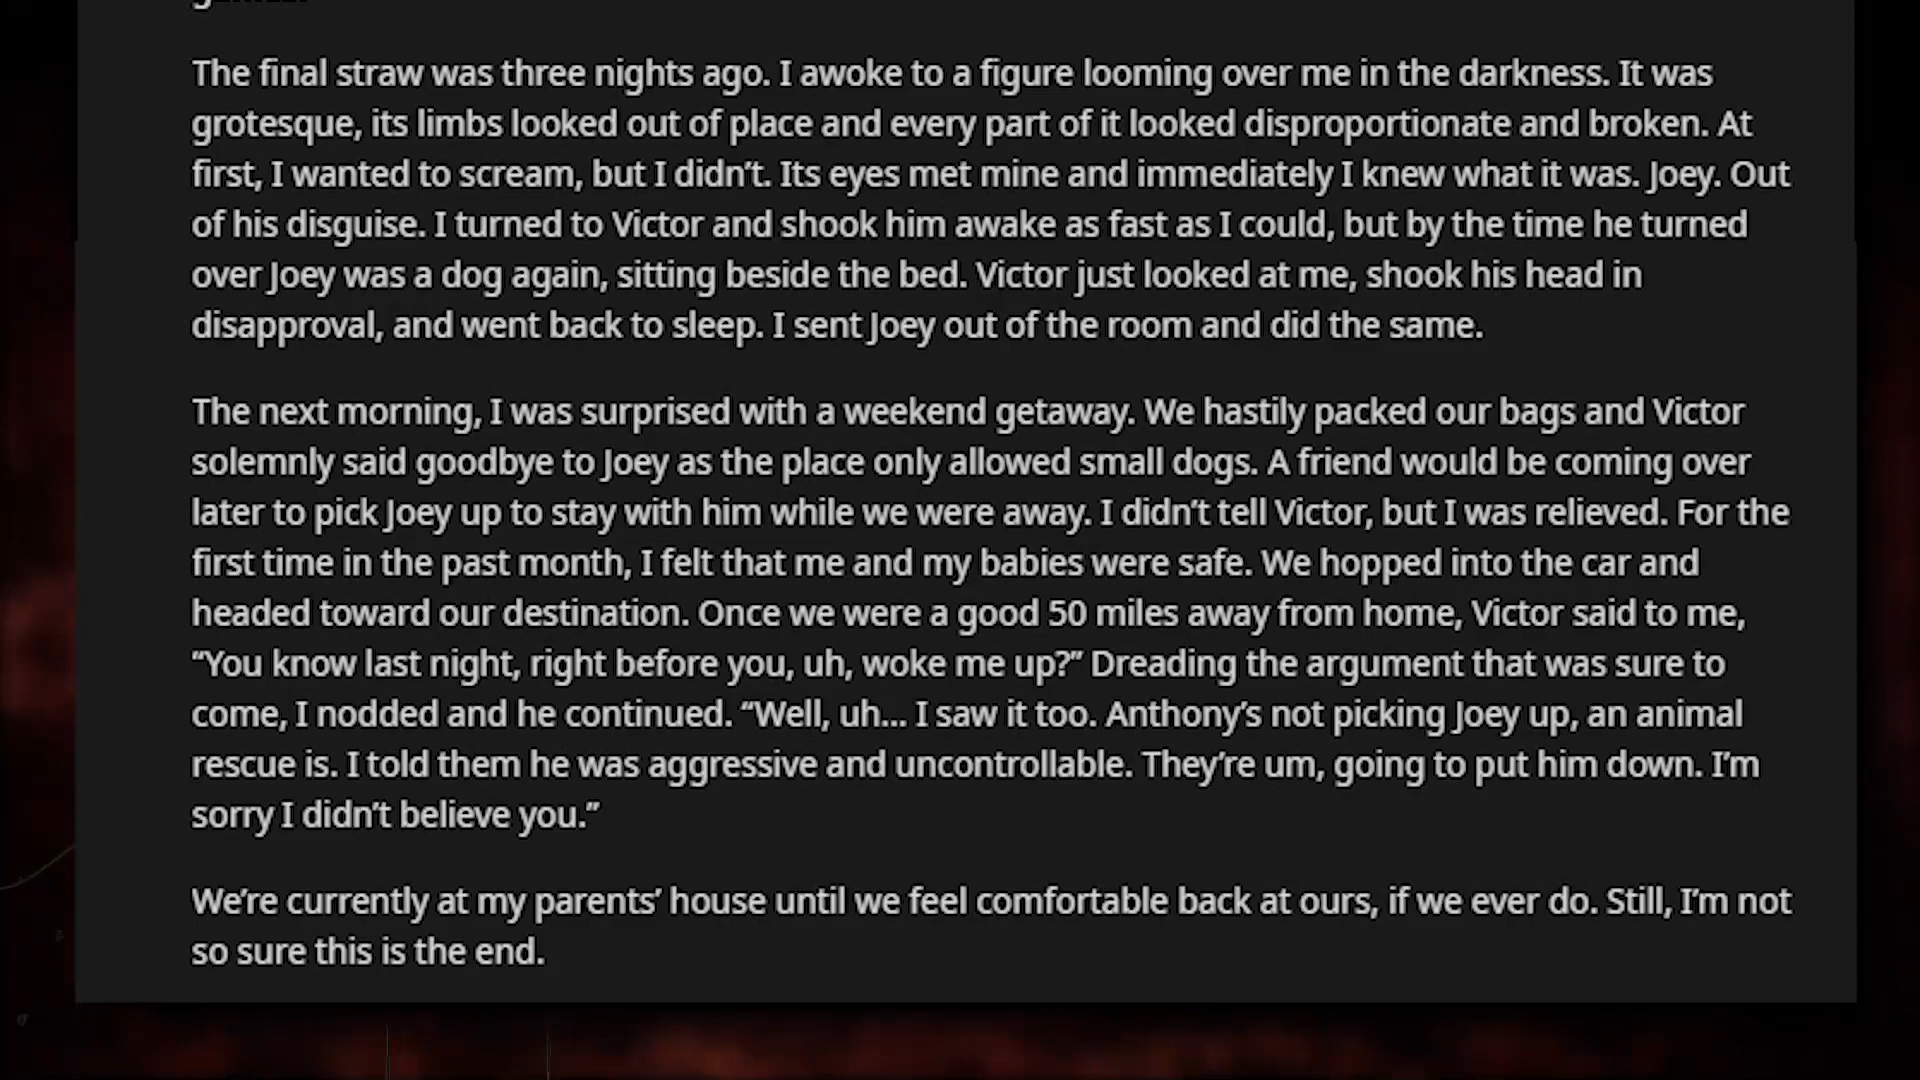 The final straw was three nights ago. I awoke to a figure looming over me in the darkness. It was
grotesque, its limbs looked out of place and every part of it looked disproportionate and broken. At
first, I wanted to scream, but I didn’t. Its eyes met mine and immediately I knew what it was. Joey. Out
of his disguise. I turned to Victor and shook him awake as fast as I could, but by the time he turned
over Joey was a dog again, sitting beside the bed. Victor just looked at me, shook his head in
disapproval, and went back to sleep. I sent Joey out of the room and did the same.
The next morning, I was surprised with a weekend getaway. We hastily packed our bags and Victor
solemnly said goodbye to Joey as the place only allowed small dogs. A friend would be coming over
later to pick Joey up to stay with him while we were away. I didn’t tell Victor, but I was relieved. For the
first time in the past month, I felt that me and my babies were safe. We hopped into the car and
headed toward our destination. Once we were a good 50 miles away from home, Victor said to me,
“You know last night, right before you, uh, woke me up?” Dreading the argument that was sure to
come, I nodded and he continued. “Well, uh... I saw it too. Anthony’s not picking Joey up, an animal
rescue is. I told them he was aggressive and uncontrollable. They’re um, going to put him down. I’m
sorry I didn’t believe you.”
We’re currently at my parents’ house until we feel comfortable back at ours, if we ever do. Still, I’m not
so sure this is the end.